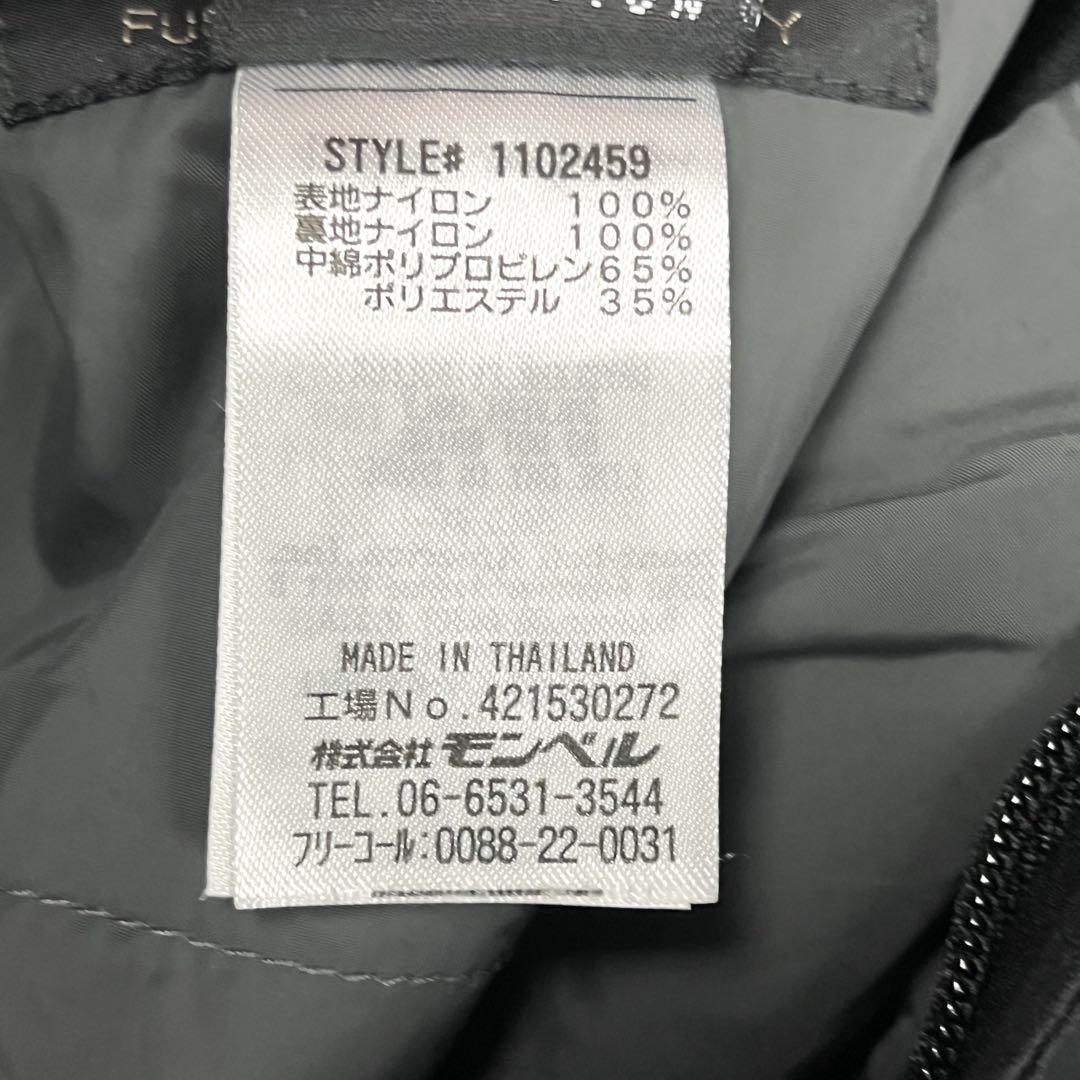 STYLE# 1102459
表地ナイロン 100%
裏地ナイロン 100%
中綿ポリプロピレン65%
ポリエステル 35%
MADE IN THAILAND
工場No.421530272
株式会社モンベル
TEL.06-6531-3544
フリーコール:0088-22-0031